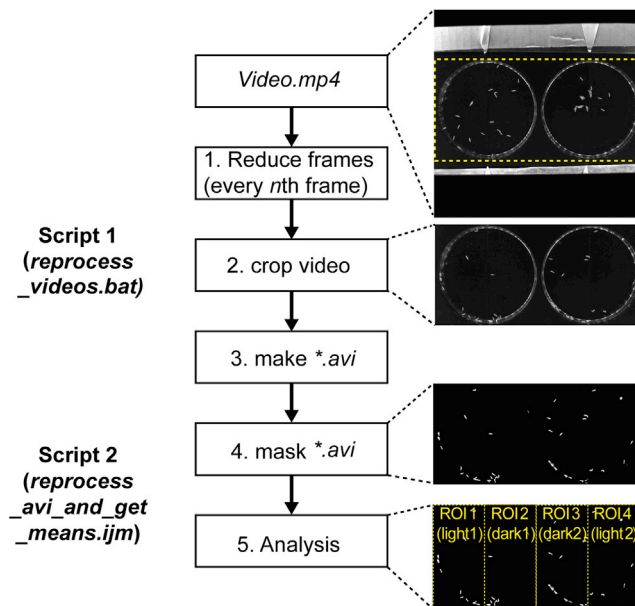 Video.mp4
1. Reduce frames
(every nth frame)
Script 1
(reprocess
_videos.bat)
2. crop video
3. make *.avi
4. mask *.avi
Script 2
(reprocess
_avi_and_get
_means.ijm)
5. Analysis
ROI 1 ROI 2 ROI 3 ROI 4
(light1) (dark1) (dark2) (light2)